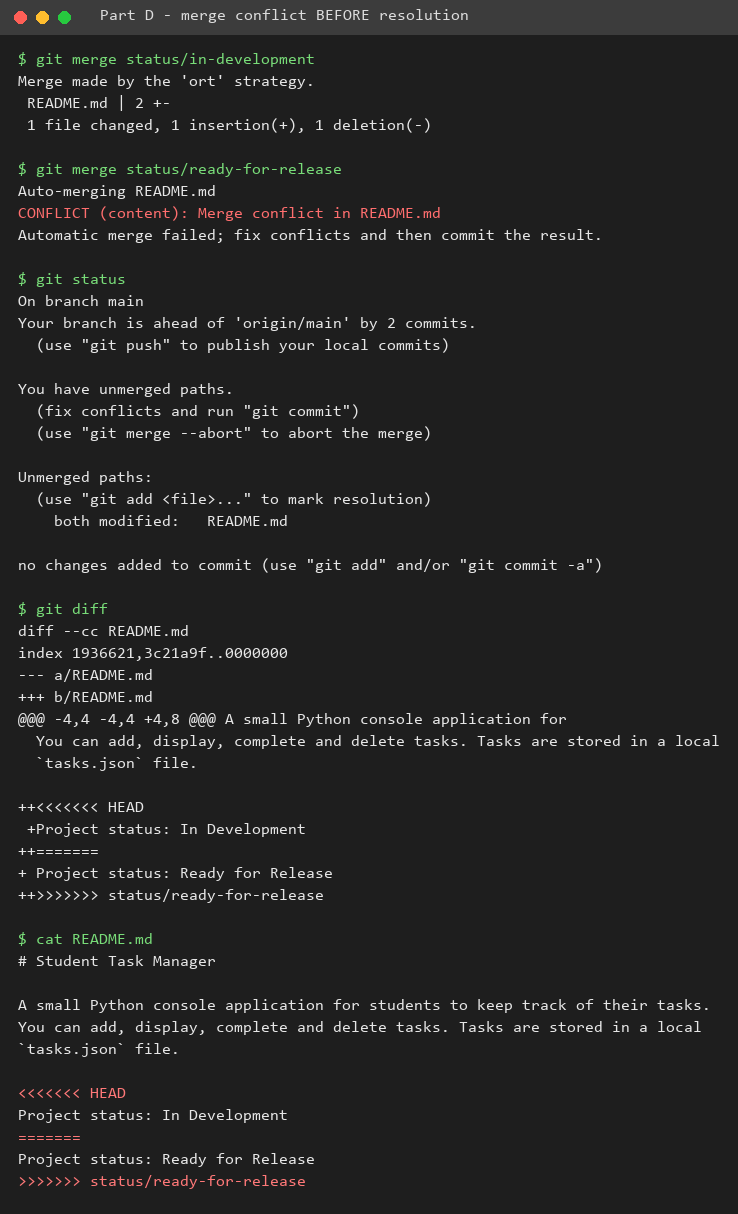 Part D - merge conflict BEFORE resolution
$ git merge status/in-development
Merge made by the 'ort' strategy.
 README.md | 2 +-
 1 file changed, 1 insertion(+), 1 deletion(-)

$ git merge status/ready-for-release
Auto-merging README.md
CONFLICT (content): Merge conflict in README.md
Automatic merge failed; fix conflicts and then commit the result.

$ git status
On branch main
Your branch is ahead of 'origin/main' by 2 commits.
  (use "git push" to publish your local commits)

You have unmerged paths.
  (fix conflicts and run "git commit")
  (use "git merge --abort" to abort the merge)

Unmerged paths:
  (use "git add <file>..." to mark resolution)
    both modified:   README.md

no changes added to commit (use "git add" and/or "git commit -a")

$ git diff
diff --cc README.md
index 1936621,3c21a9f..0000000
--- a/README.md
+++ b/README.md
@@@ -4,4 -4,4 +4,8 @@@ A small Python console application for
  You can add, display, complete and delete tasks. Tasks are stored in a local
  `tasks.json` file.

++<<<<<<< HEAD
 +Project status: In Development
++=======
+ Project status: Ready for Release
++>>>>>>> status/ready-for-release

$ cat README.md
# Student Task Manager

A small Python console application for students to keep track of their tasks.
You can add, display, complete and delete tasks. Tasks are stored in a local
`tasks.json` file.

<<<<<<< HEAD
Project status: In Development
=======
Project status: Ready for Release
>>>>>>> status/ready-for-release